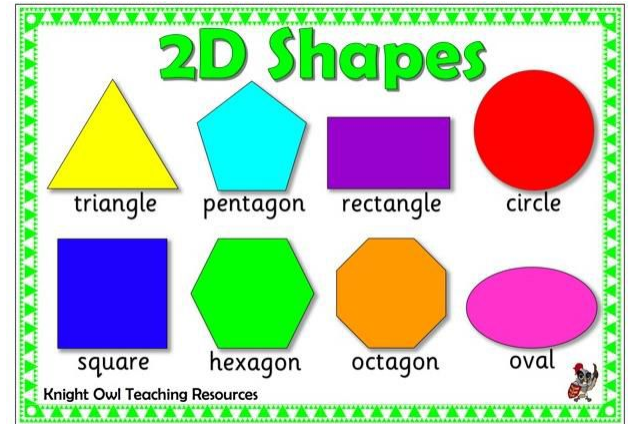 2D Shapes
triangle pentagon rectangle circle
square hexagon octagon oval
Knight Owl Teaching Resources